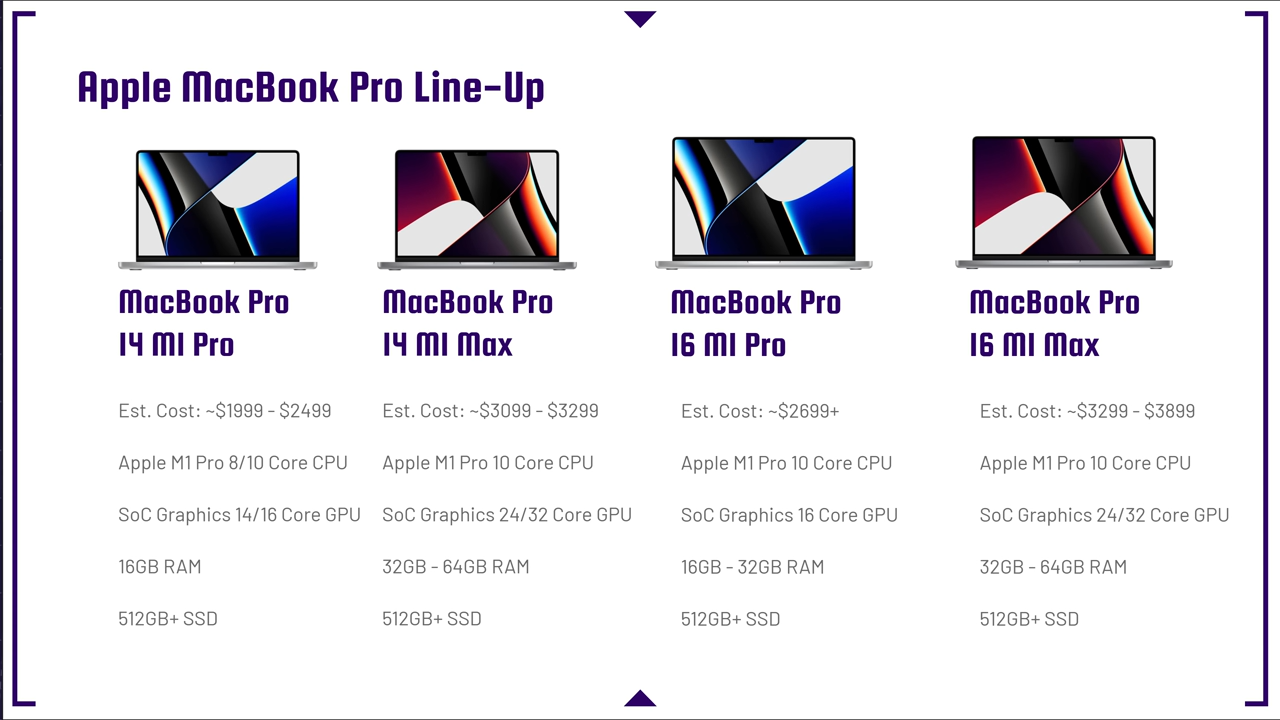 Apple MacBook Pro Line-Up
MacBook Pro
14 M1 Pro
Est. Cost: ~$1999 - $2499
Apple M1 Pro 8/10 Core CPU
SoC Graphics 14/16 Core GPU
16GB RAM
512GB+ SSD
MacBook Pro
14 M1 Max
Est. Cost: ~$3099 - $3299
Apple M1 Pro 10 Core CPU
SoC Graphics 24/32 Core GPU
32GB - 64GB RAM
512GB+ SSD
MacBook Pro
16 M1 Pro
Est. Cost: ~$2699+
Apple M1 Pro 10 Core CPU
SoC Graphics 16 Core GPU
16GB - 32GB RAM
512GB+ SSD
MacBook Pro
16 M1 Max
Est. Cost: ~$3299 - $3899
Apple M1 Pro 10 Core CPU
SoC Graphics 24/32 Core GPU
32GB - 64GB RAM
512GB+ SSD